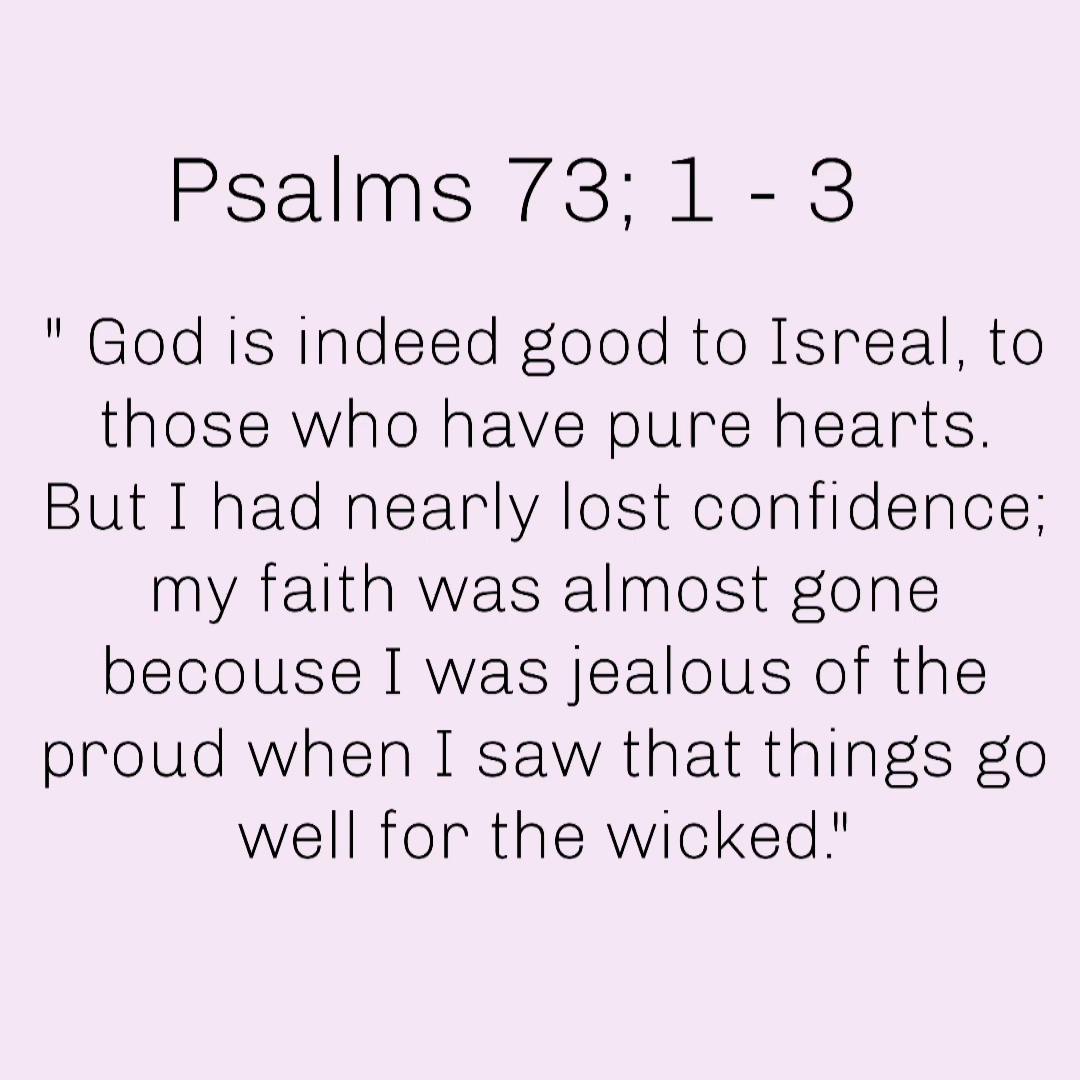 Psalms 73; 1 - 3
" God is indeed good to Isreal, to
those who have pure hearts.
But I had nearly lost confidence;
my faith was almost gone
becouse I was jealous of the
proud when I saw that things go
well for the wicked."